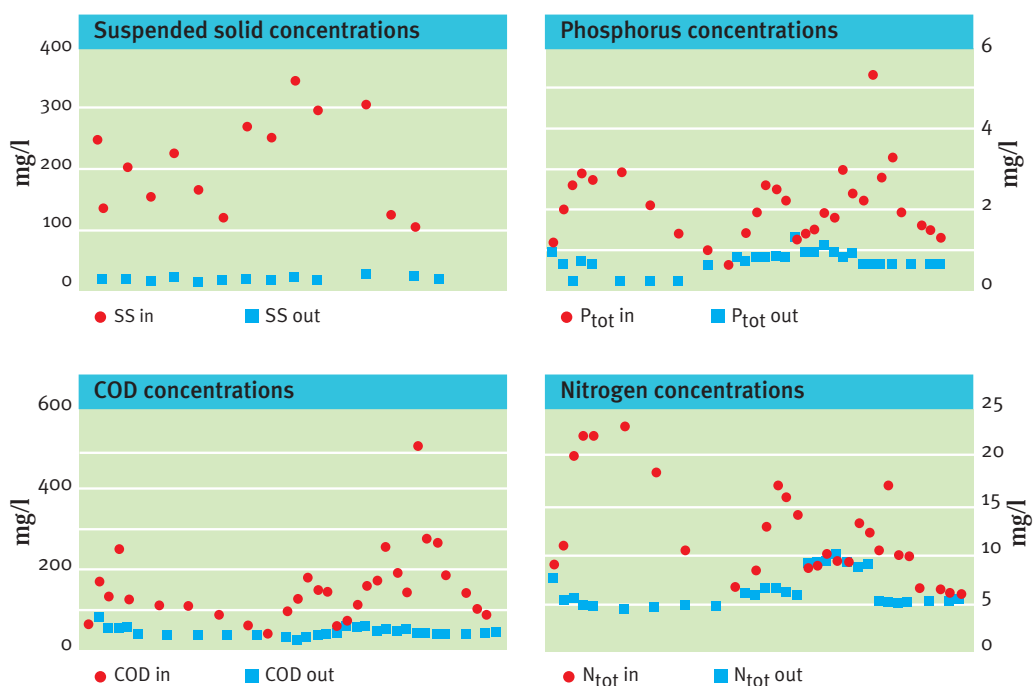 Suspended solid concentrations
400
300
200
100
0
mg/l
SS in SS out
Phosphorus concentrations
6
4
2
0
mg/l
Ptot in Ptot out
COD concentrations
600
400
200
0
mg/l
COD in COD out
Nitrogen concentrations
25
20
15
10
5
0
mg/l
Ntot in Ntot out